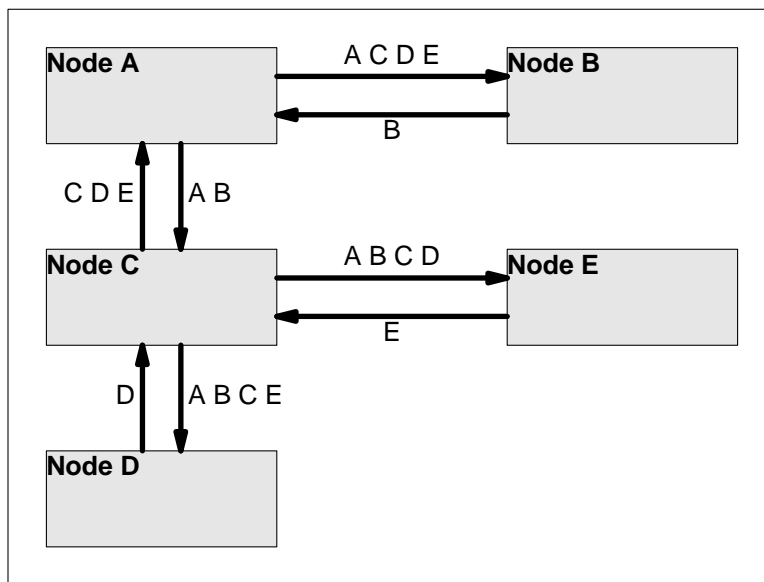 Node A
A C D E
Node B
B
C D E
A B
Node C
A B C D
Node E
E
D
A B C E
Node D